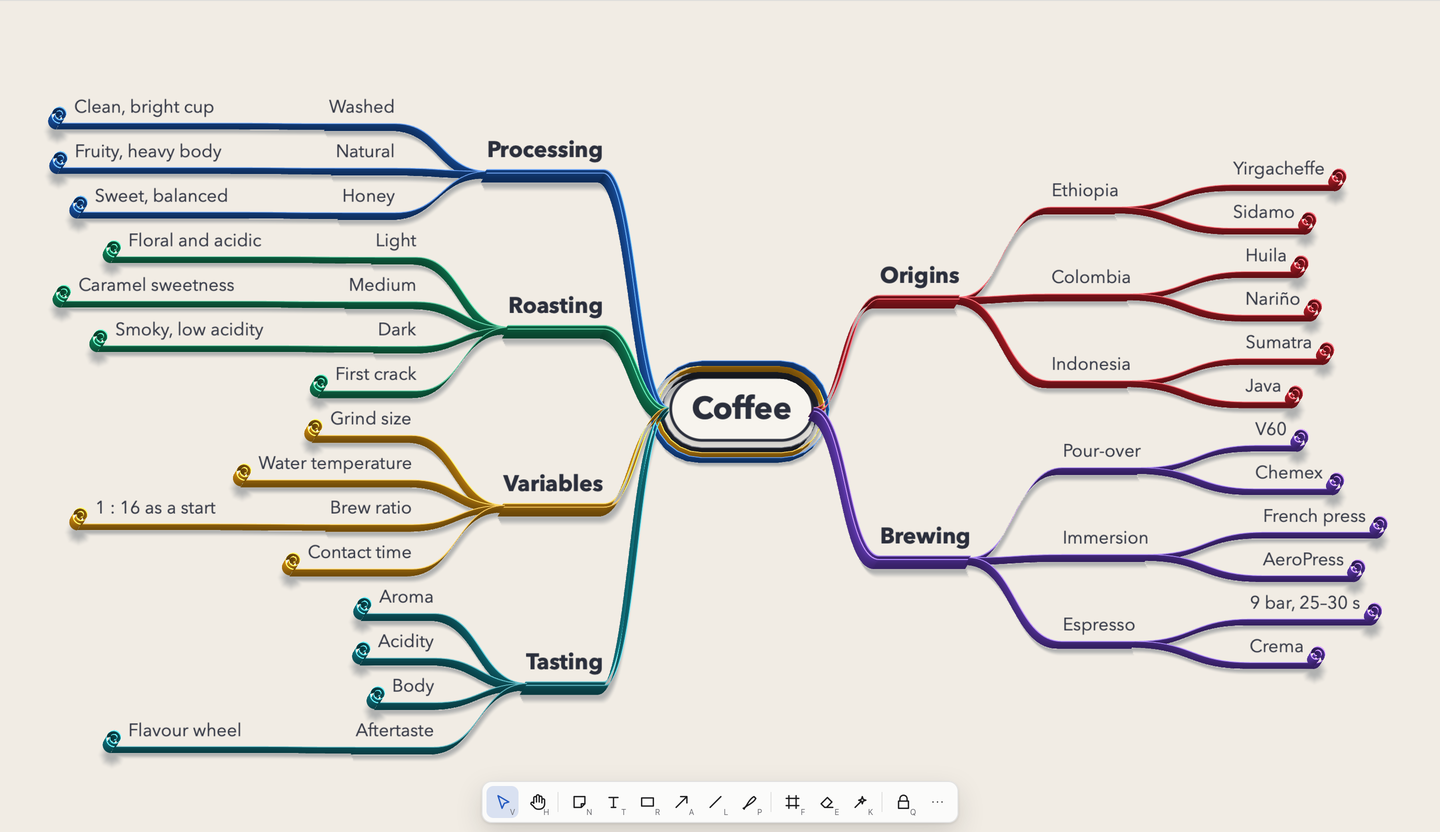 Coffee
Processing
Washed
Clean, bright cup
Natural
Fruity, heavy body
Honey
Sweet, balanced
Roasting
Light
Floral and acidic
Medium
Caramel sweetness
Dark
Smoky, low acidity
First crack
Variables
Grind size
Water temperature
Brew ratio
1 : 16 as a start
Contact time
Tasting
Aroma
Acidity
Body
Aftertaste
Flavour wheel
Origins
Ethiopia
Yirgacheffe
Sidamo
Colombia
Huila
Nariño
Indonesia
Sumatra
Java
Brewing
Pour-over
V60
Chemex
Immersion
French press
AeroPress
Espresso
9 bar, 25–30 s
Crema
V H N T R A L P F E K Q